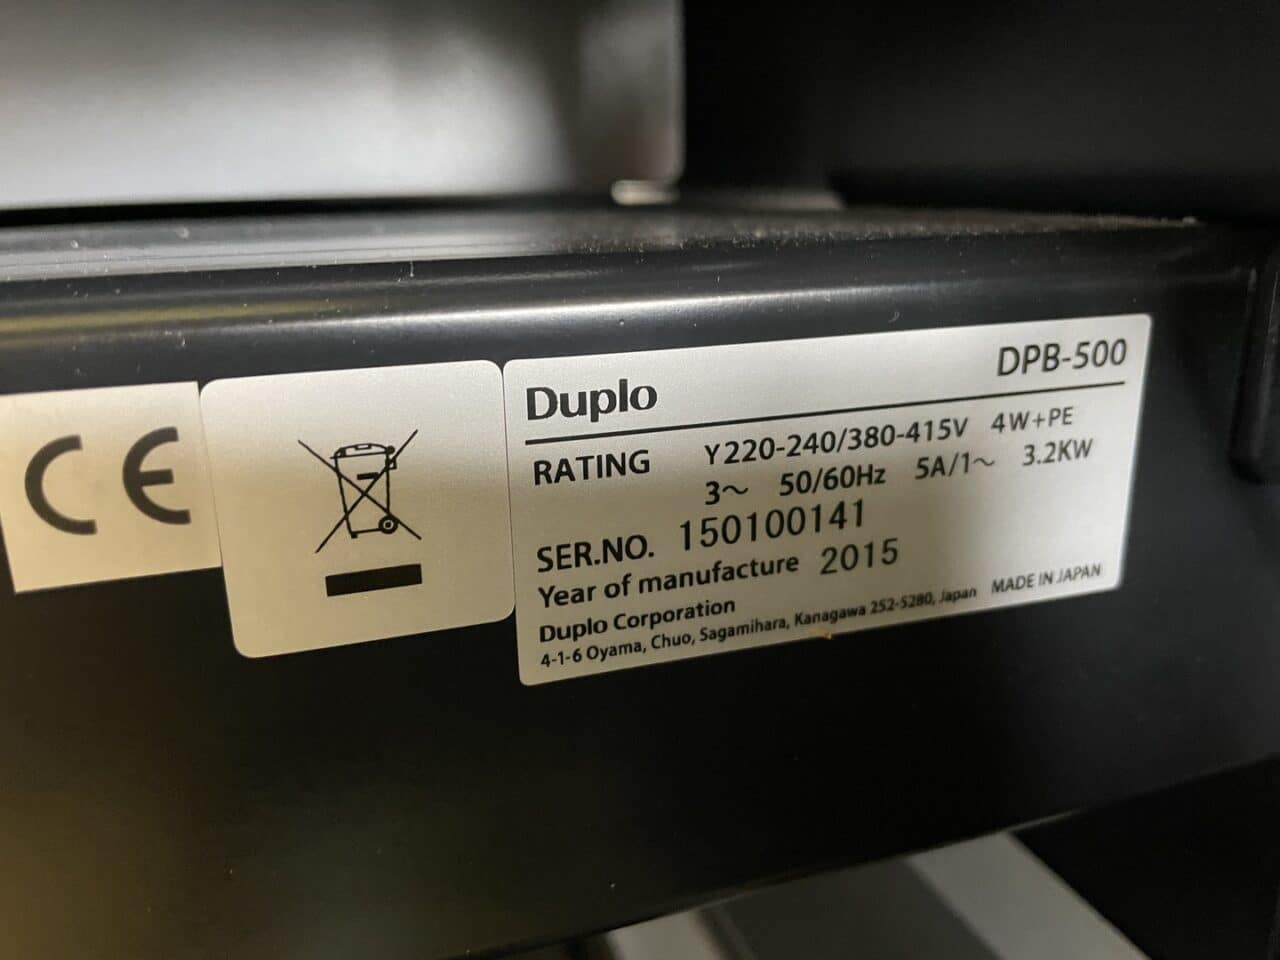 CE
Duplo
DPB-500
RATING Y220-240/380-415V 4W+PE
3~ 50/60Hz 5A/1~ 3.2KW
SER.NO. 150100141
Year of manufacture 2015
Duplo Corporation
4-1-6 Oyama, Chuo, Sagamihara, Kanagawa 252-5280, Japan MADE IN JAPAN